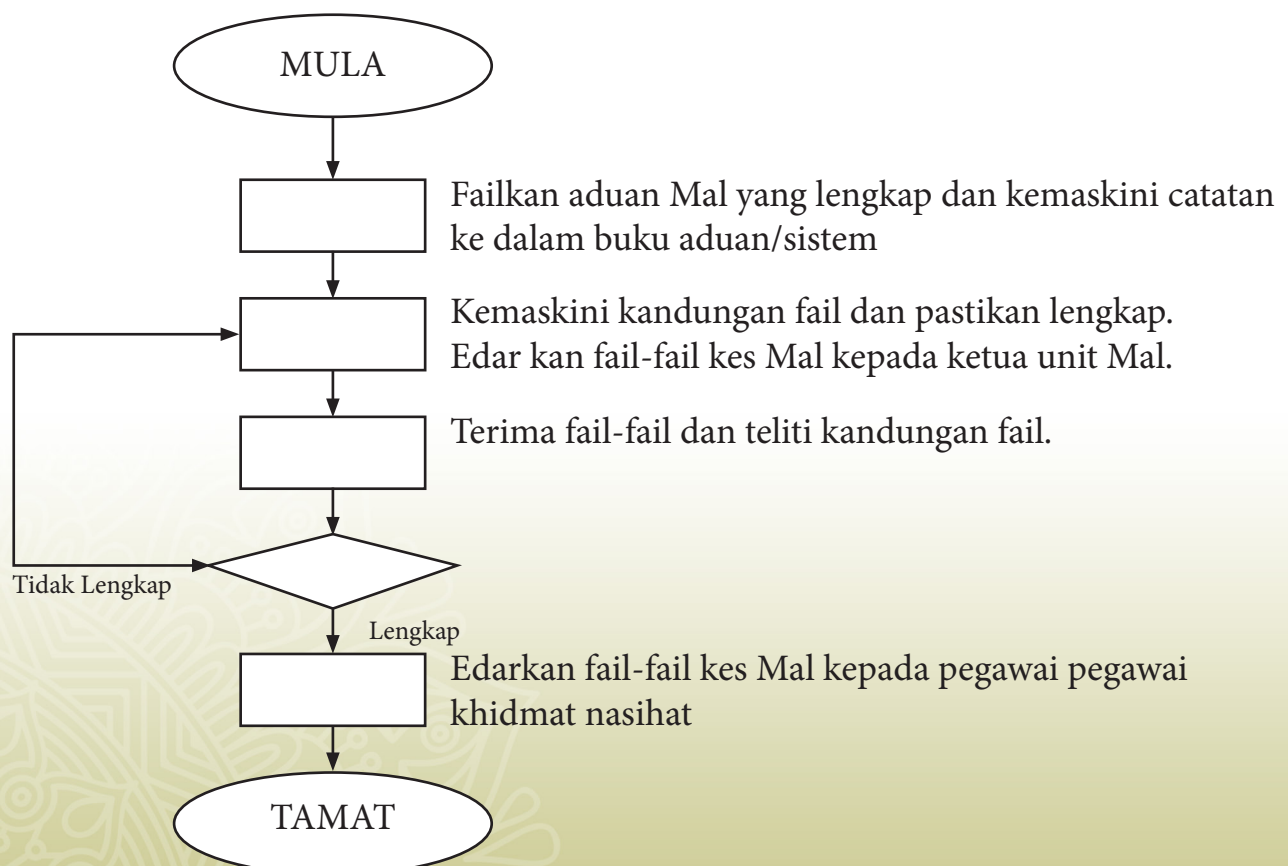 MULA
Failkan aduan Mal yang lengkap dan kemaskini catatan
ke dalam buku aduan/sistem
Kemaskini kandungan fail dan pastikan lengkap.
Edar kan fail-fail kes Mal kepada ketua unit Mal.
Terima fail-fail dan teliti kandungan fail.
Tidak Lengkap
Lengkap
Edarkan fail-fail kes Mal kepada pegawai pegawai
khidmat nasihat
TAMAT